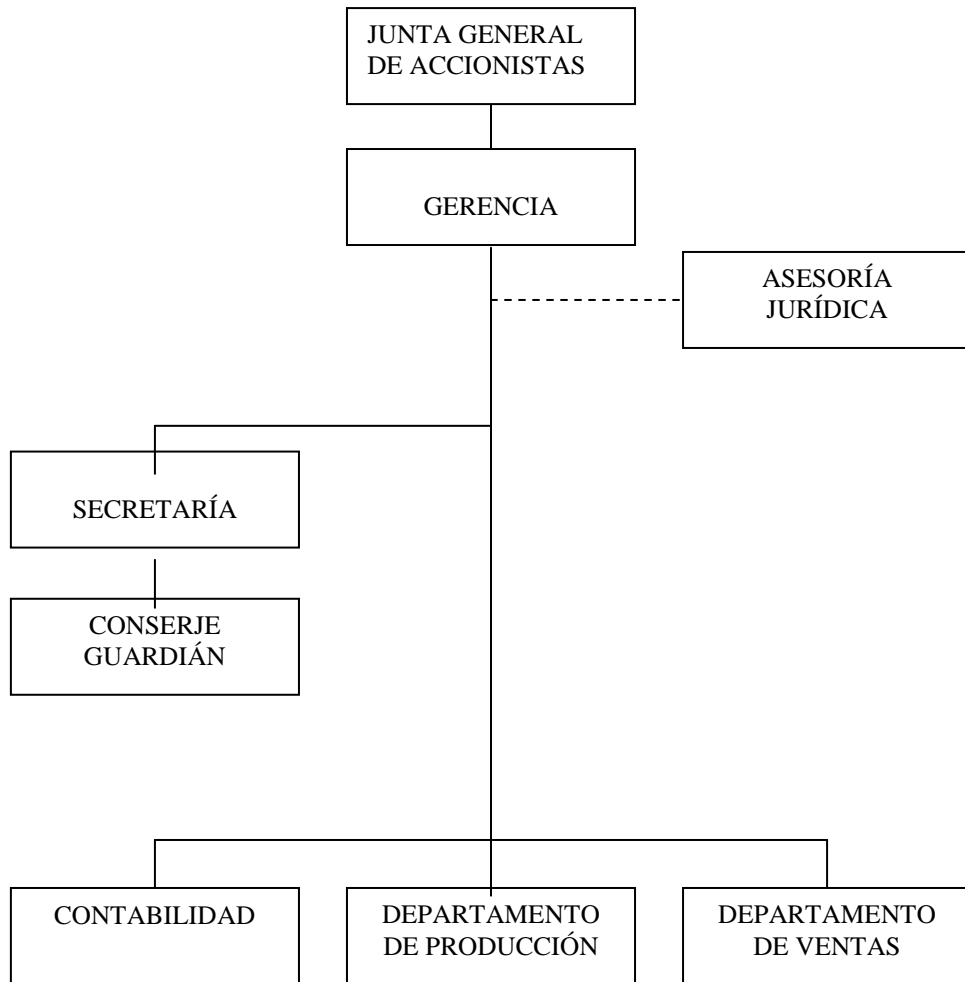 JUNTA GENERAL
DE ACCIONISTAS
GERENCIA
ASESORÍA
JURÍDICA
SECRETARÍA
CONSERJE
GUARDIÁN
CONTABILIDAD
DEPARTAMENTO
DE PRODUCCIÓN
DEPARTAMENTO
DE VENTAS